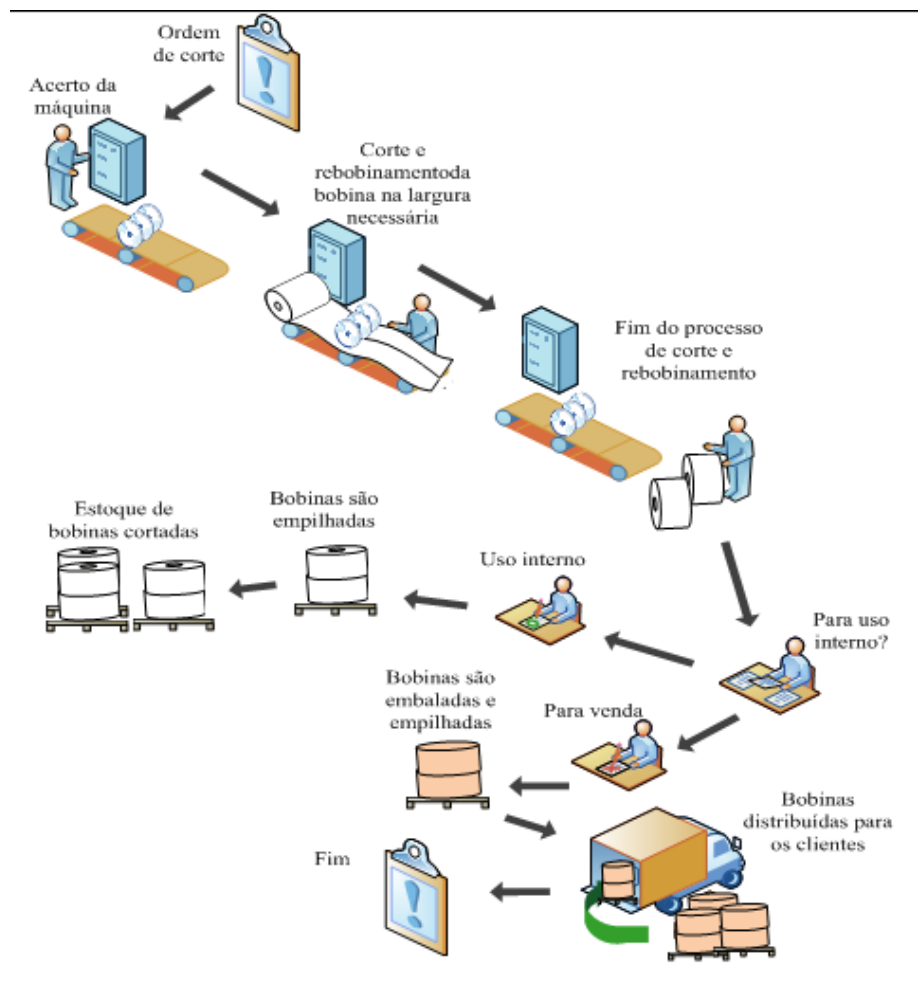 Ordem
de corte
Acerto da
máquina
Corte e
rebobinamentoda
bobina na largura
necessária
Fim do processo
de corte e
rebobinamento
Estoque de
bobinas cortadas
Bobinas são
empilhadas
Uso interno
Para uso
interno?
Bobinas são
embaladas e
empilhadas
Para venda
Bobinas
distribuídas para
os clientes
Fim